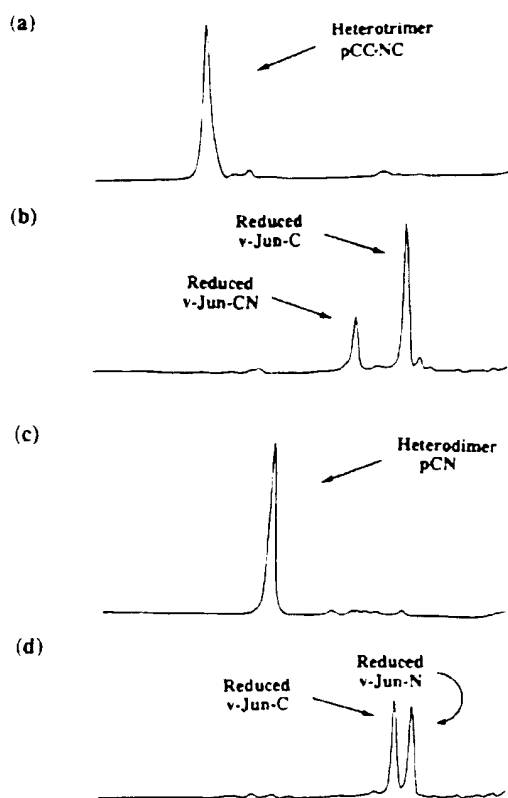 (a)
Heterotrimer
pCC-NC
(b)
Reduced
v-Jun-C
Reduced
v-Jun-CN
(c)
Heterodimer
pCN
(d)
Reduced
v-Jun-N
Reduced
v-Jun-C